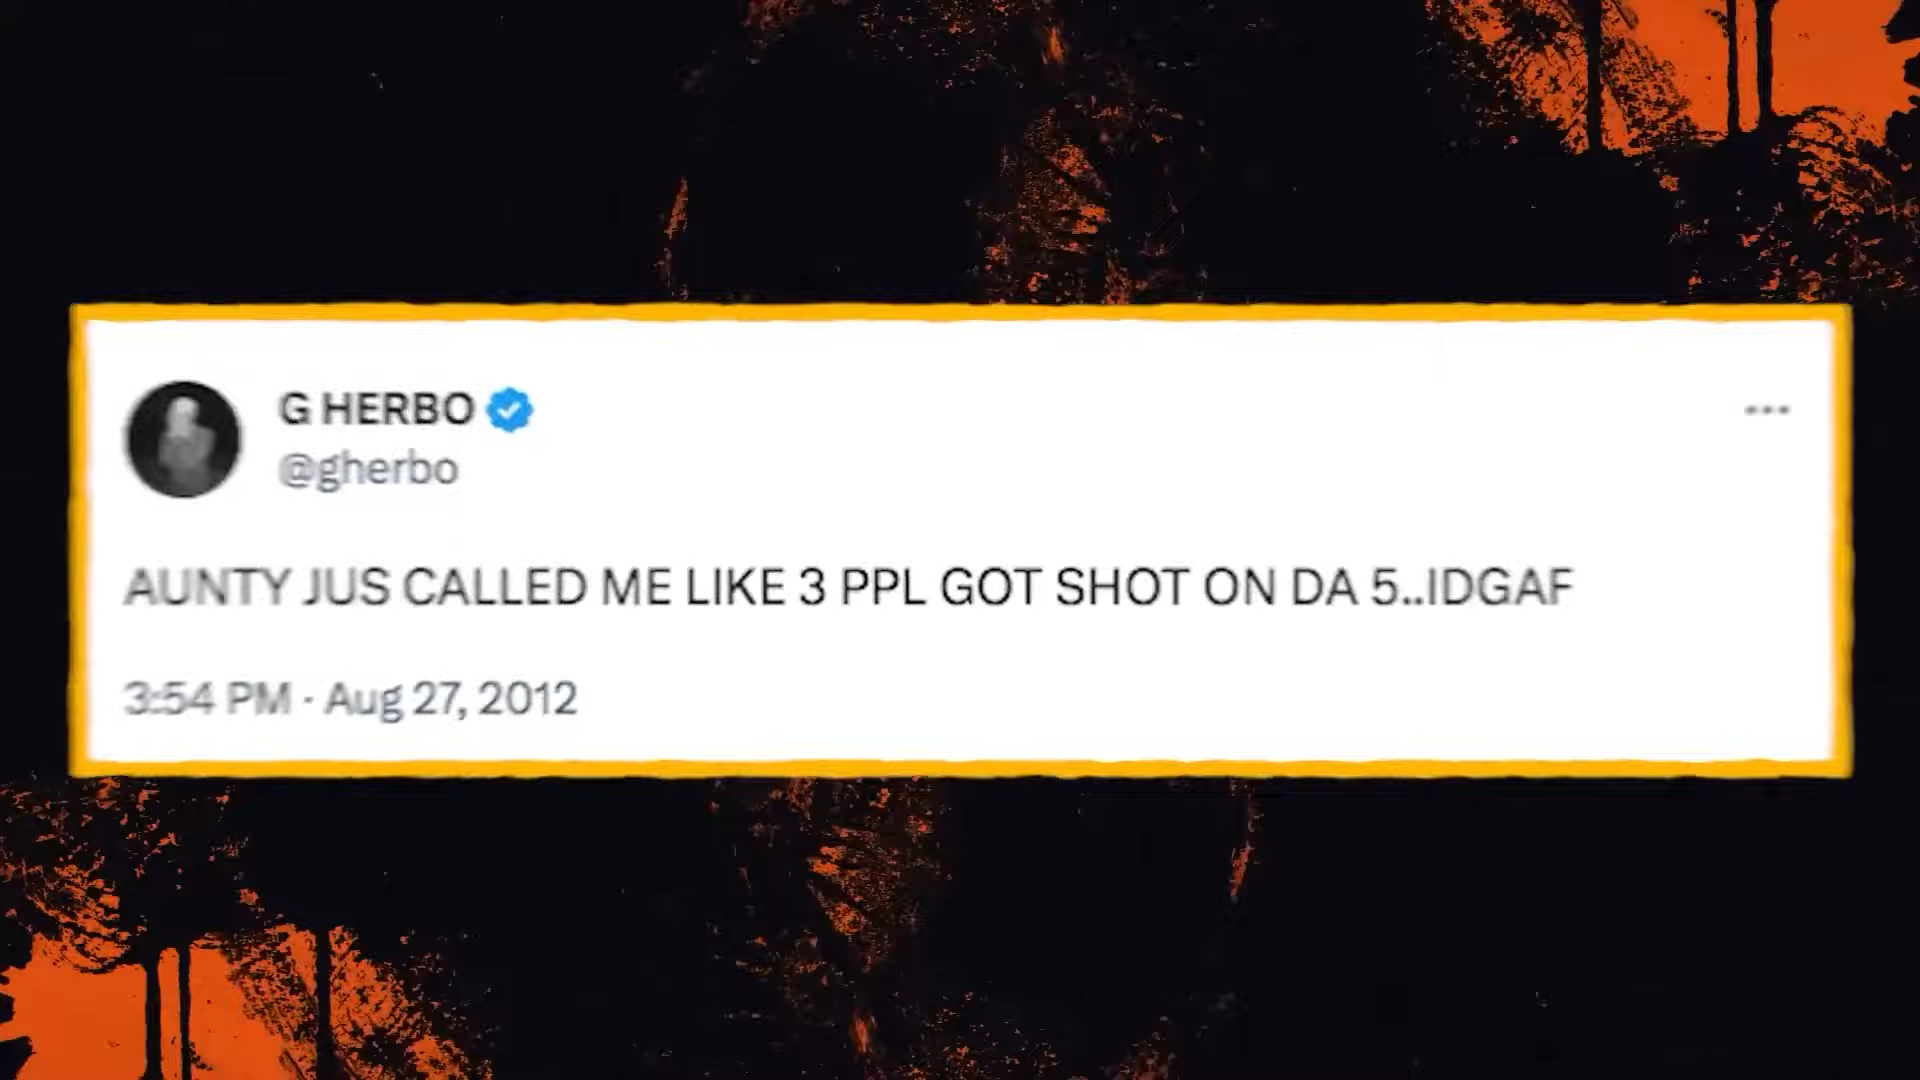 G HERBO
@gherbo
AUNTY JUS CALLED ME LIKE 3 PPL GOT SHOT ON DA 5..IDGAF
3:54 PM · Aug 27, 2012